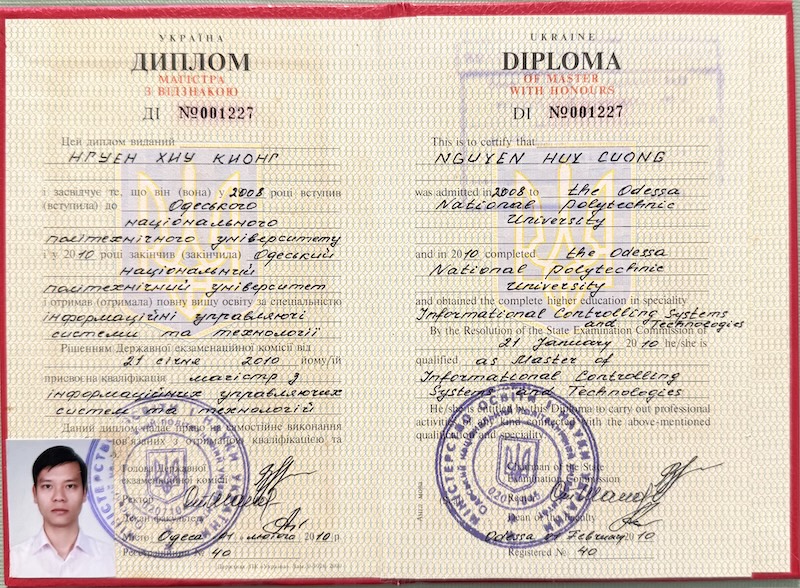 УКРАЇНА
ДИПЛОМ
МАГІСТРА
З ВІДЗНАКОЮ
ДІ №001227
Цей диплом виданий
НГУЕН ХИУ КИОНГ
і засвідчує те, що він (вона) у 2008 році вступив
(вступила) до Одеського
національного
політехнічного університету
і у 2010 році закінчив (закінчила) Одеський
національний
політехнічний університет
і отримав (отримала) повну вищу освіту за спеціальністю
інформаційні управляючі
системи та технології
Рішенням Державної екзаменаційної комісії від
21 січня 2010 йому/їй
присвоєна кваліфікація магістр з
інформаційних управляючих
систем та технологій
Даний диплом надає право на самостійне виконання
з отриманою кваліфікацією та
Голова Державної
екзаменаційної комісії
Ректор
Декан факультету
Місто Одеса 01 лютого 2010 р
Реєстраційний № 40
UKRAINE
DIPLOMA
OF MASTER
WITH HONOURS
DI №001227
This is to certify that
NGUYEN HUY CUONG
was admitted in 2008 to the Odessa
National polytechnic
University
and in 2010 completed the Odessa
National polytechnic
University
and obtained the complete higher education in speciality
Informational Controlling Systems
and Technologies
By the Resolution of the State Examination Commission of
21 January 2010 he/she is
qualified as Master of
Informational Controlling
Systems and Technologies
He/she is entitled by this Diploma to carry out professional
activities of any kind connected with the above-mentioned
qualification and speciality.
Chairman of the State
Examination Commission
Rector
Dean of the Faculty
Odessa 01 February 2010
Registered № 40
МІНІСТЕРСТВО ОСВІТИ І НАУКИ УКРАЇНИ